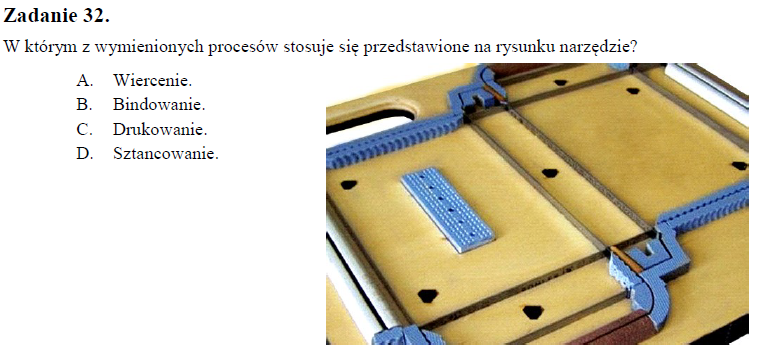 Zadanie 32.
W którym z wymienionych procesów stosuje się przedstawione na rysunku narzędzie?
A. Wiercenie.
B. Bindowanie.
C. Drukowanie.
D. Sztancowanie.